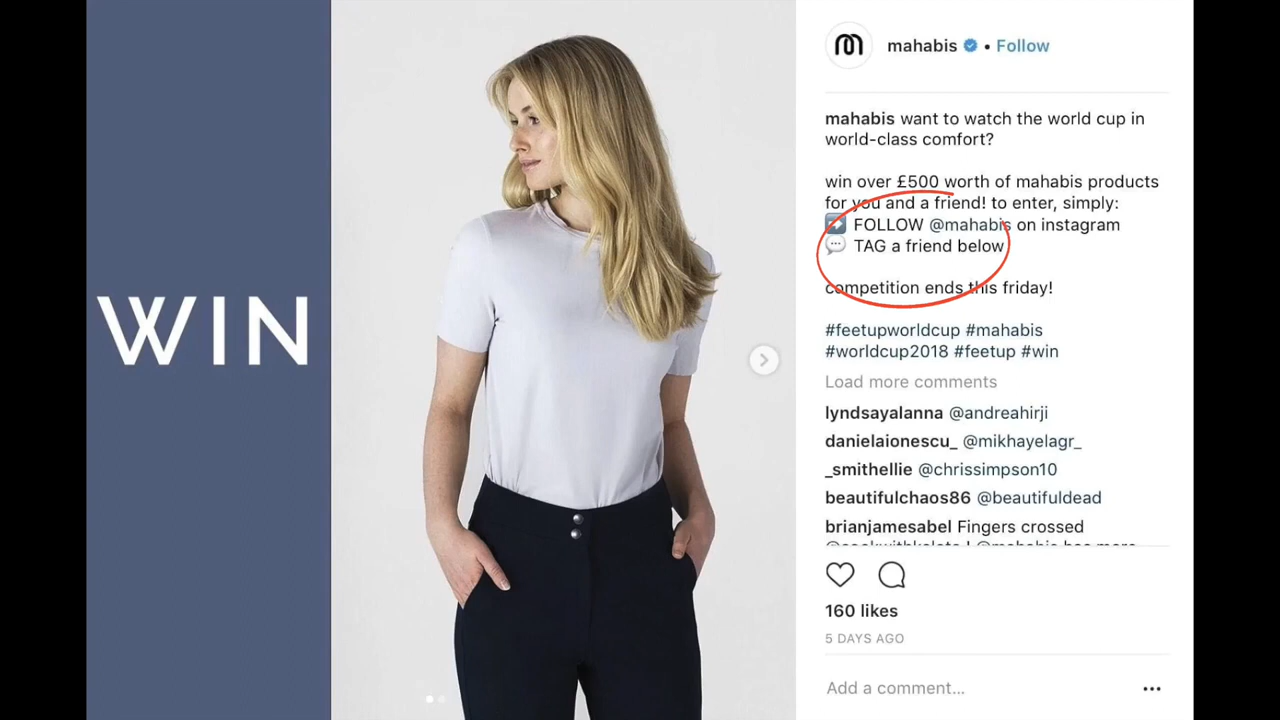 WIN
mahabis • Follow
mahabis want to watch the world cup in
world-class comfort?
win over £500 worth of mahabis products
for you and a friend! to enter, simply:
➡️ FOLLOW @mahabis on instagram
💬 TAG a friend below
competition ends this friday!
#feetupworldcup #mahabis
#worldcup2018 #feetup #win
Load more comments
lyndsayalanna @andreahirji
danielaionescu_ @mikhayelagr_
_smithellie @chrissimpson10
beautifulchaos86 @beautifuldead
brianjamesabel Fingers crossed
160 likes
5 DAYS AGO
Add a comment...